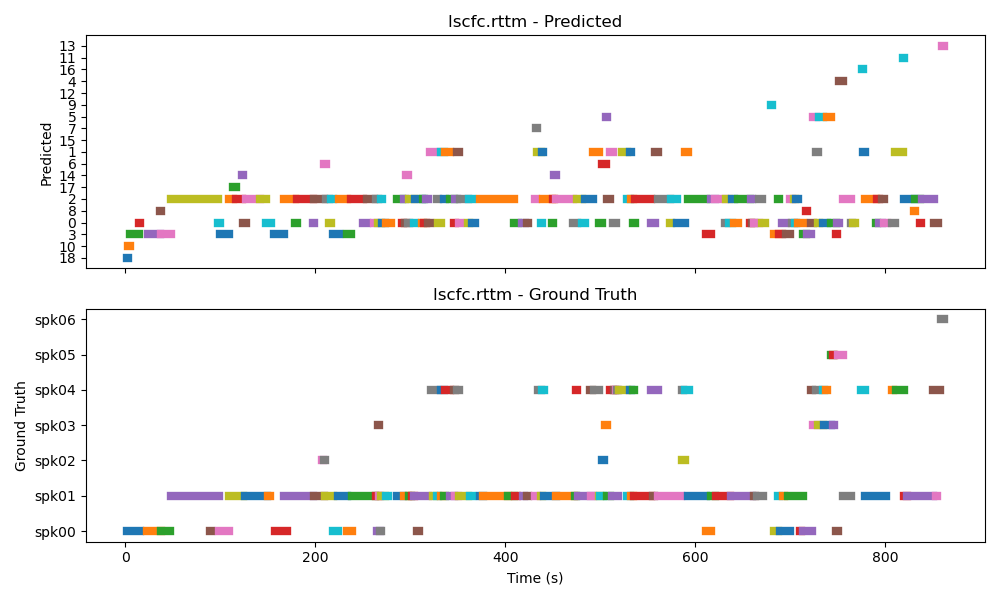 lscfc.rttm - Predicted
Predicted
13
11
16
4
12
9
5
7
15
1
6
14
17
2
8
0
3
10
18
lscfc.rttm - Ground Truth
Ground Truth
spk06
spk05
spk04
spk03
spk02
spk01
spk00
0 200 400 600 800
Time (s)